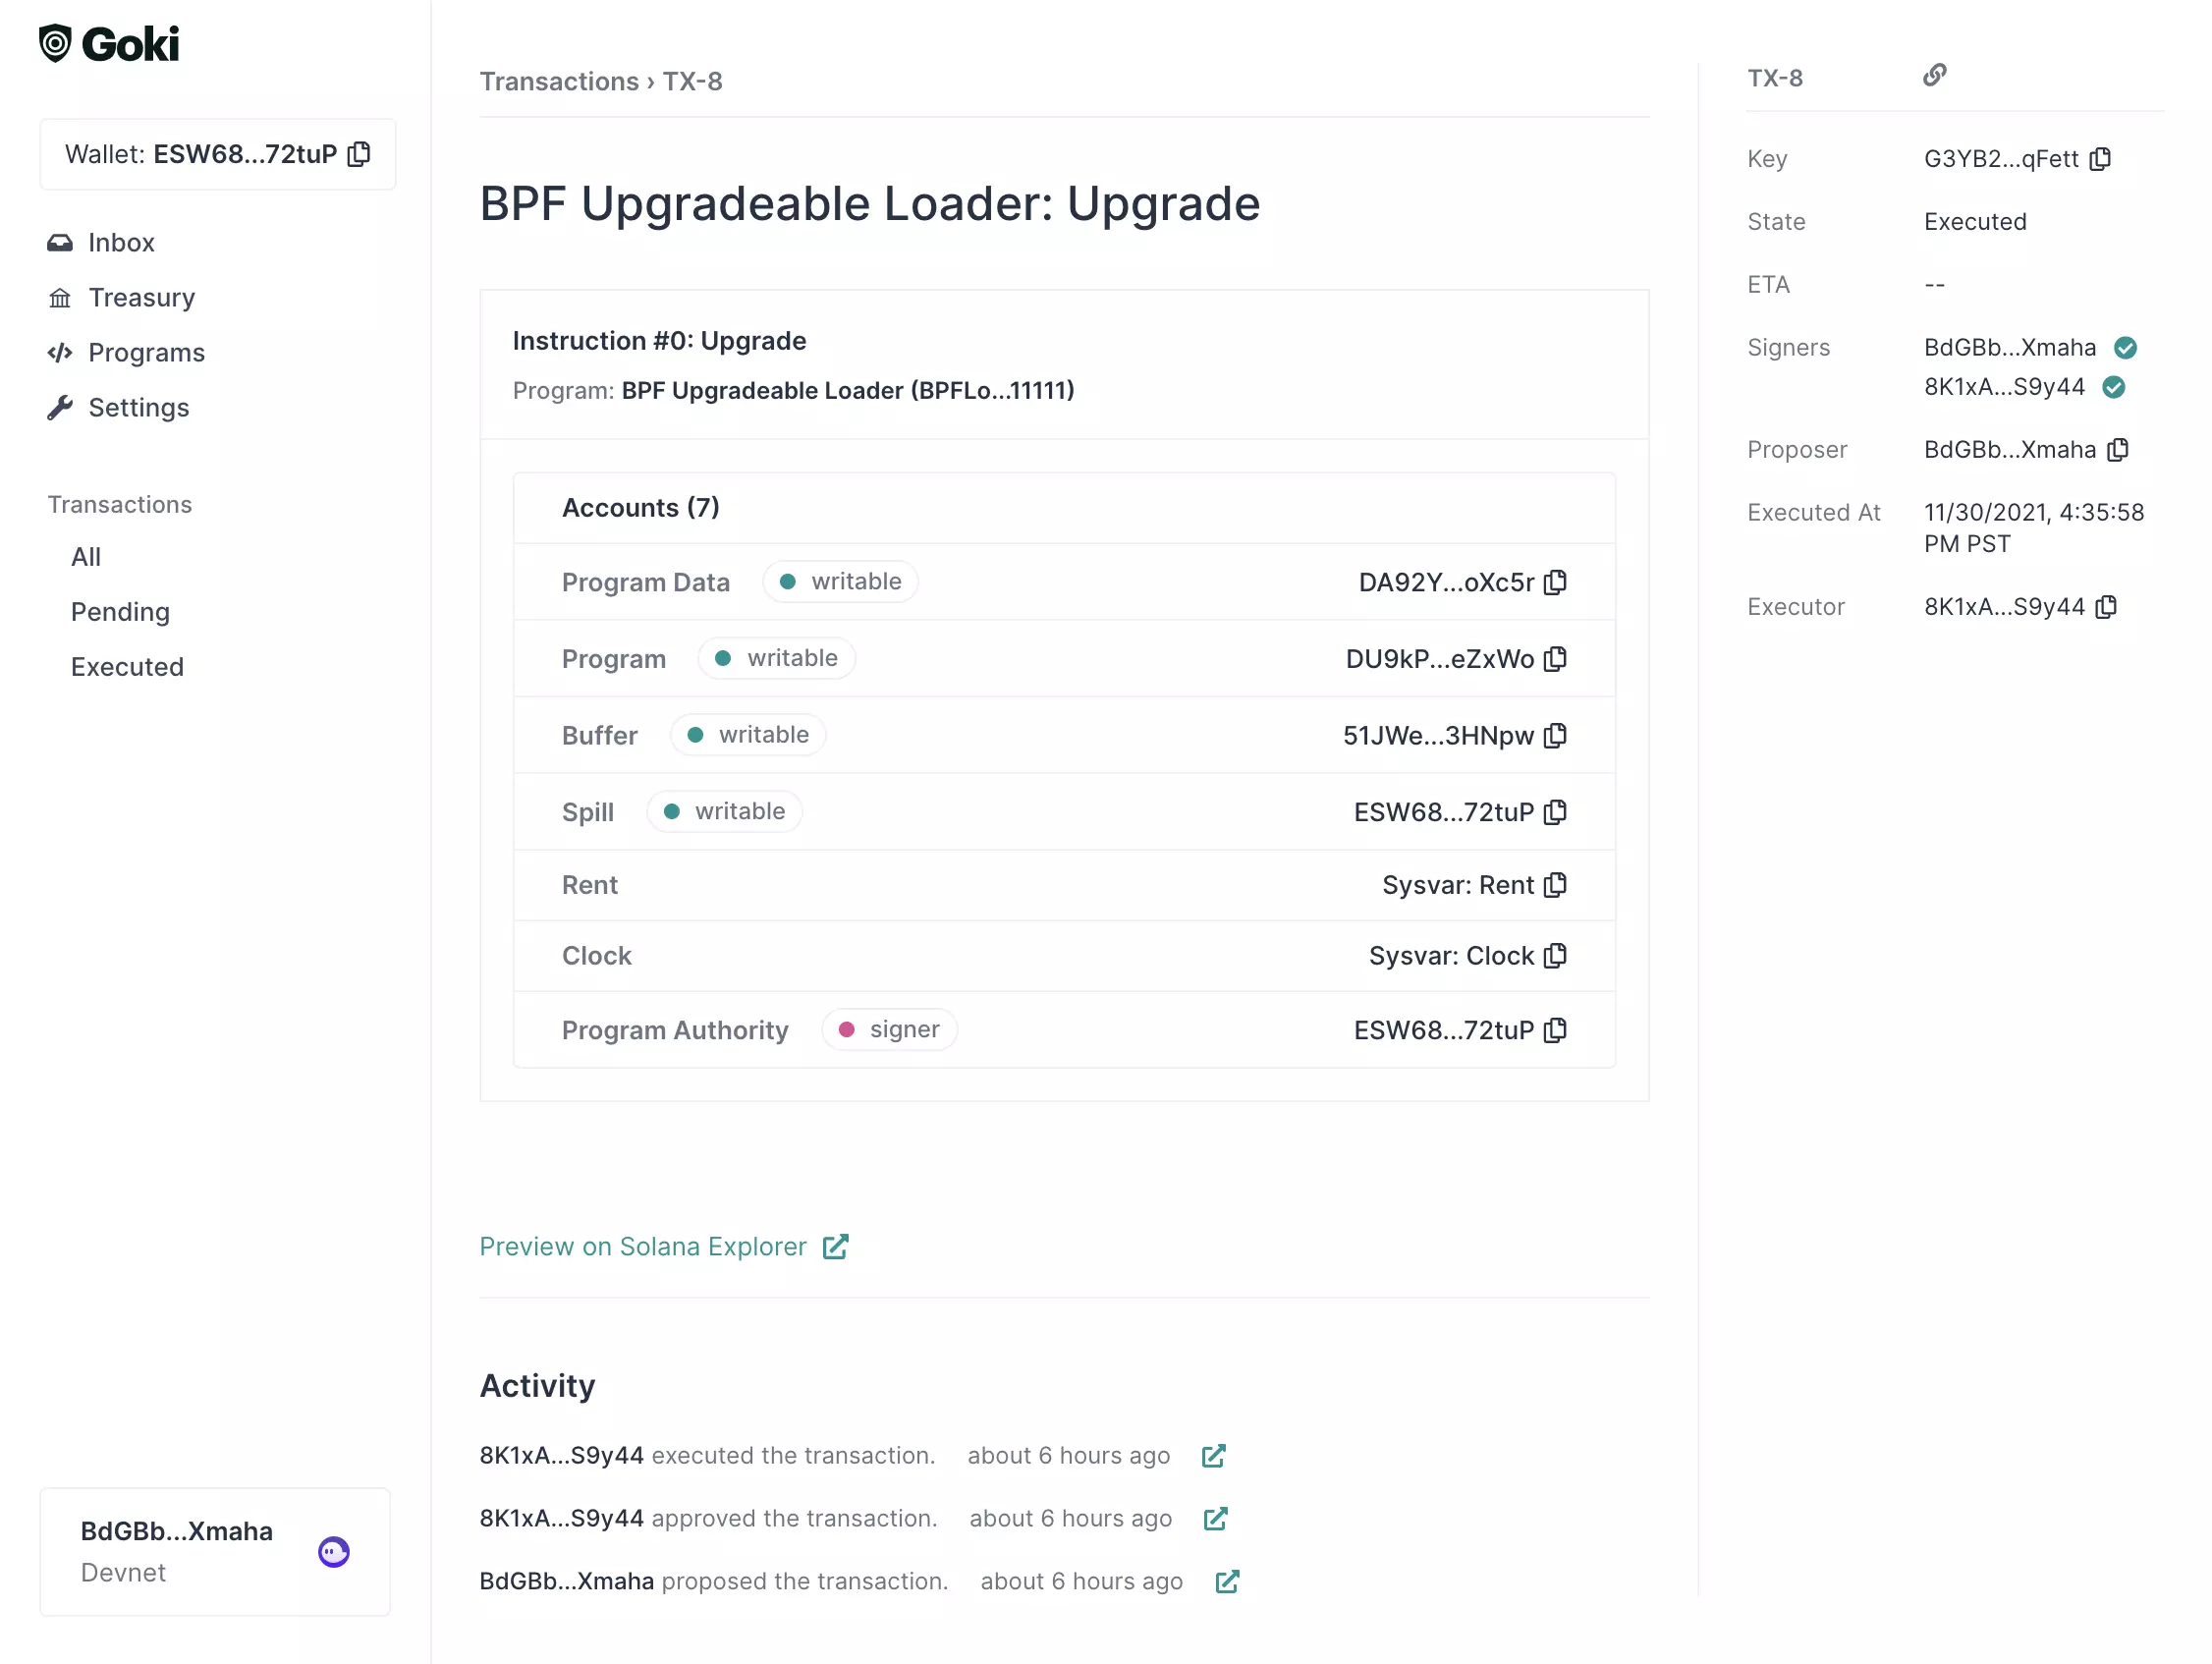 Goki
Wallet: ESW68...72tuP
Inbox
Treasury
Programs
Settings
Transactions
All
Pending
Executed
BdGBb...Xmaha
Devnet
Transactions › TX-8
BPF Upgradeable Loader: Upgrade
Instruction #0: Upgrade
Program: BPF Upgradeable Loader (BPFLo...11111)
Accounts (7)
Program Data writable DA92Y...oXc5r
Program writable DU9kP...eZxWo
Buffer writable 51JWe...3HNpw
Spill writable ESW68...72tuP
Rent Sysvar: Rent
Clock Sysvar: Clock
Program Authority signer ESW68...72tuP
Preview on Solana Explorer
Activity
8K1xA...S9y44 executed the transaction. about 6 hours ago
8K1xA...S9y44 approved the transaction. about 6 hours ago
BdGBb...Xmaha proposed the transaction. about 6 hours ago
TX-8
Key G3YB2...qFett
State Executed
ETA --
Signers BdGBb...Xmaha
8K1xA...S9y44
Proposer BdGBb...Xmaha
Executed At 11/30/2021, 4:35:58
PM PST
Executor 8K1xA...S9y44